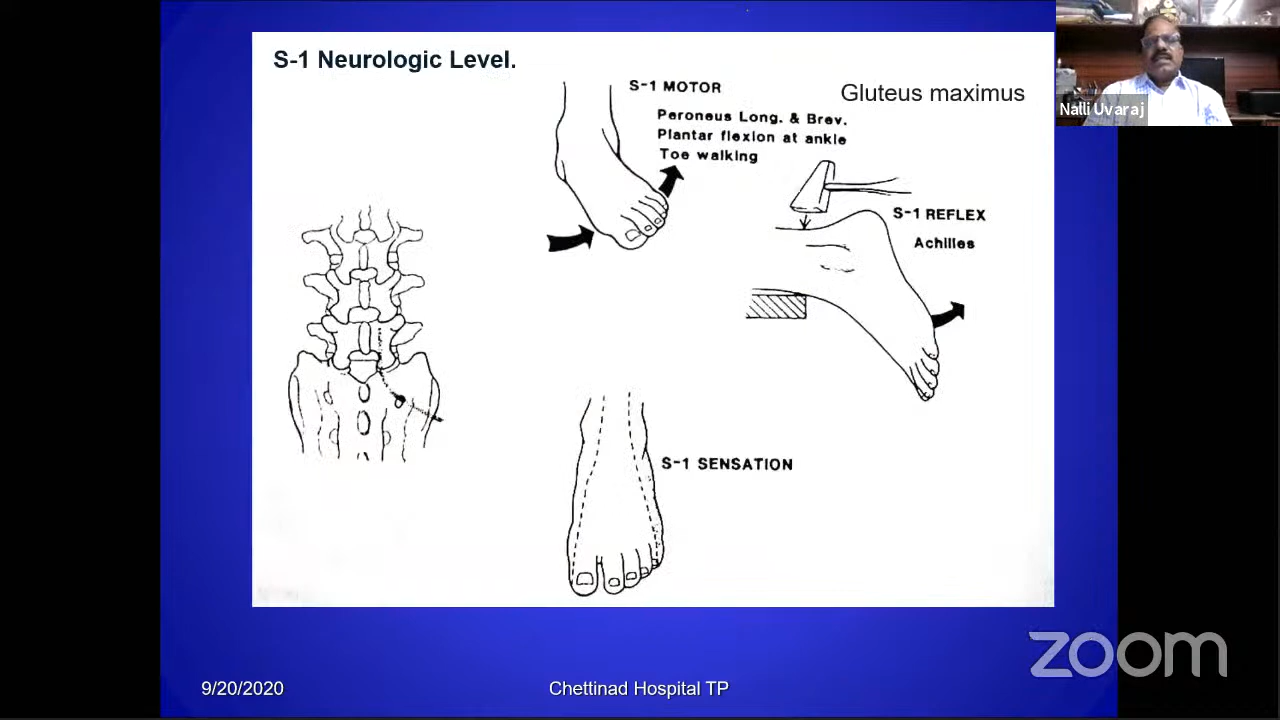 S-1 Neurologic Level.
S-1 MOTOR
Gluteus maximus
Peroneus Long. & Brev.
Plantar flexion at ankle
Toe walking
S-1 REFLEX
Achilles
S-1 SENSATION
Nalli Uvaraj
zoom
9/20/2020
Chettinad Hospital TP